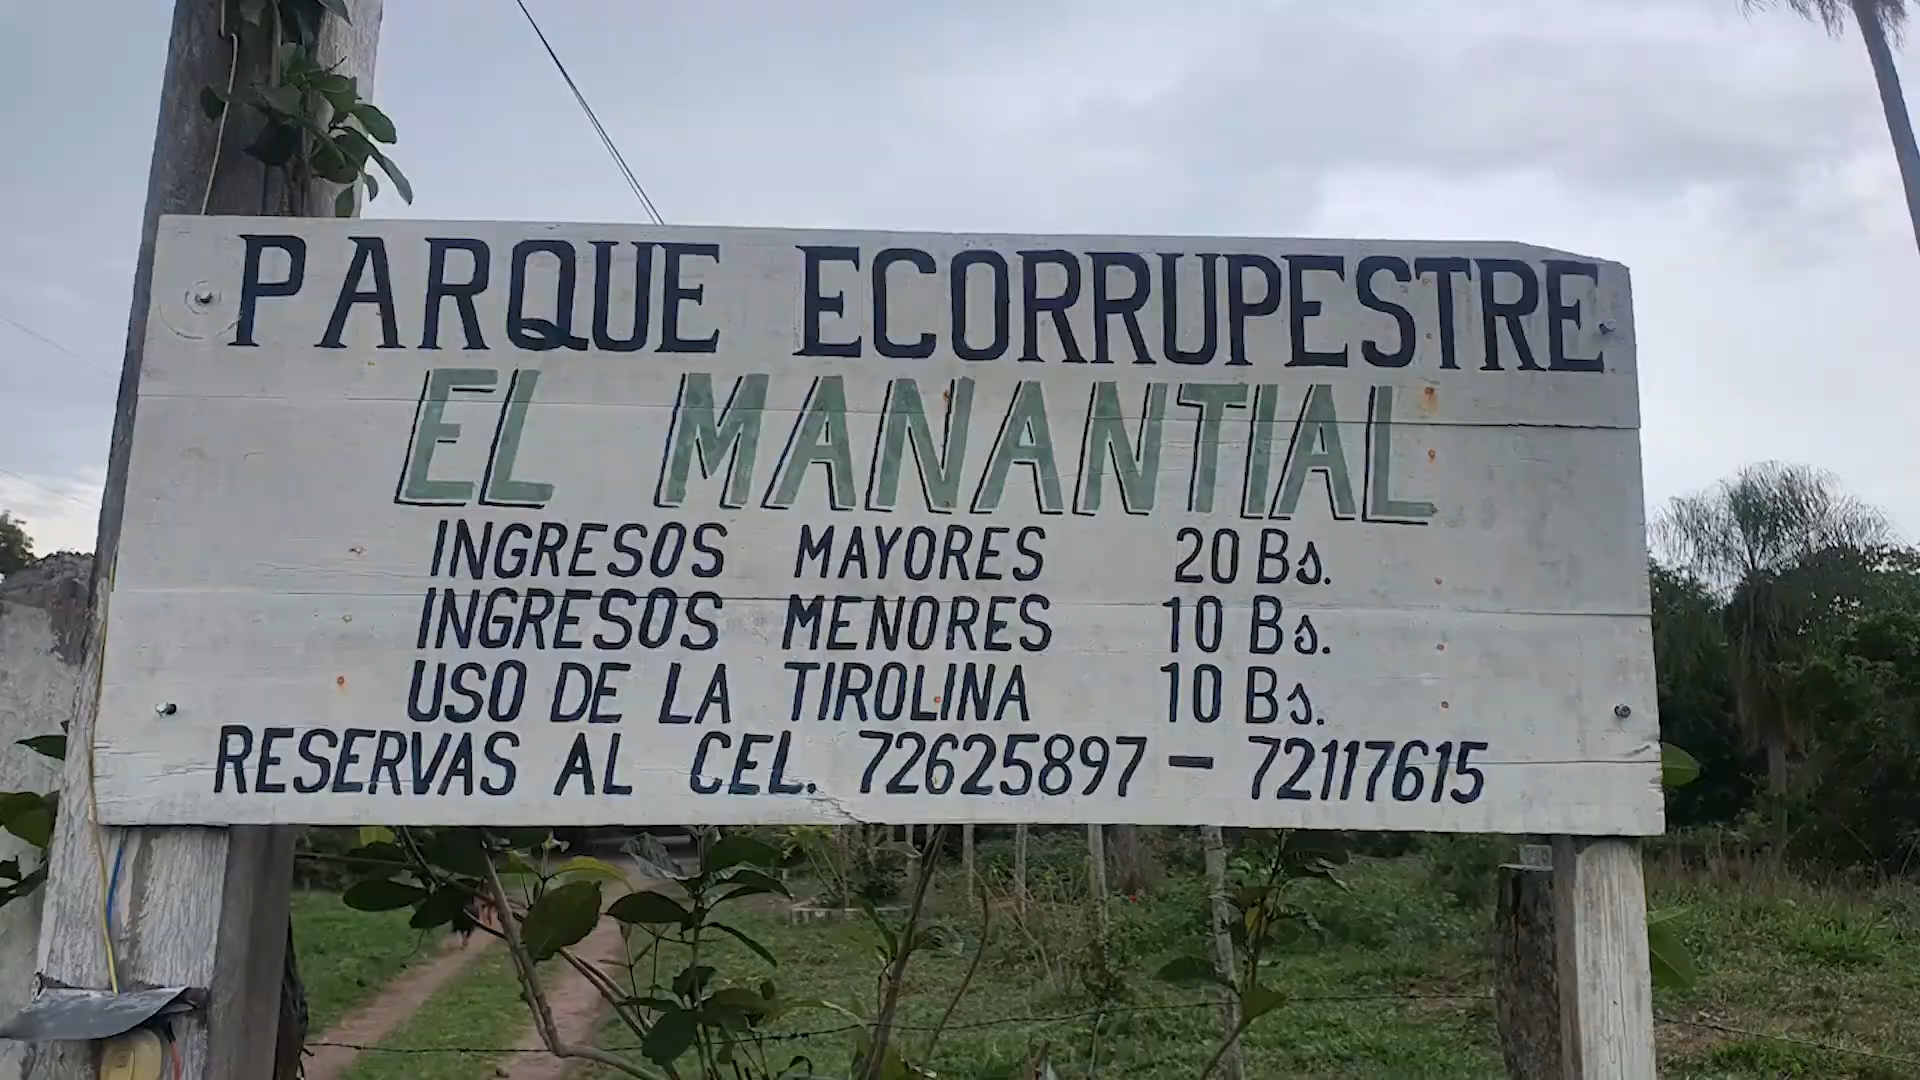 PARQUE ECORRUPESTRE
EL MANANTIAL
INGRESOS MAYORES 20 Bs.
INGRESOS MENORES 10 Bs.
USO DE LA TIROLINA 10 Bs.
RESERVAS AL CEL. 72625897 - 72117615